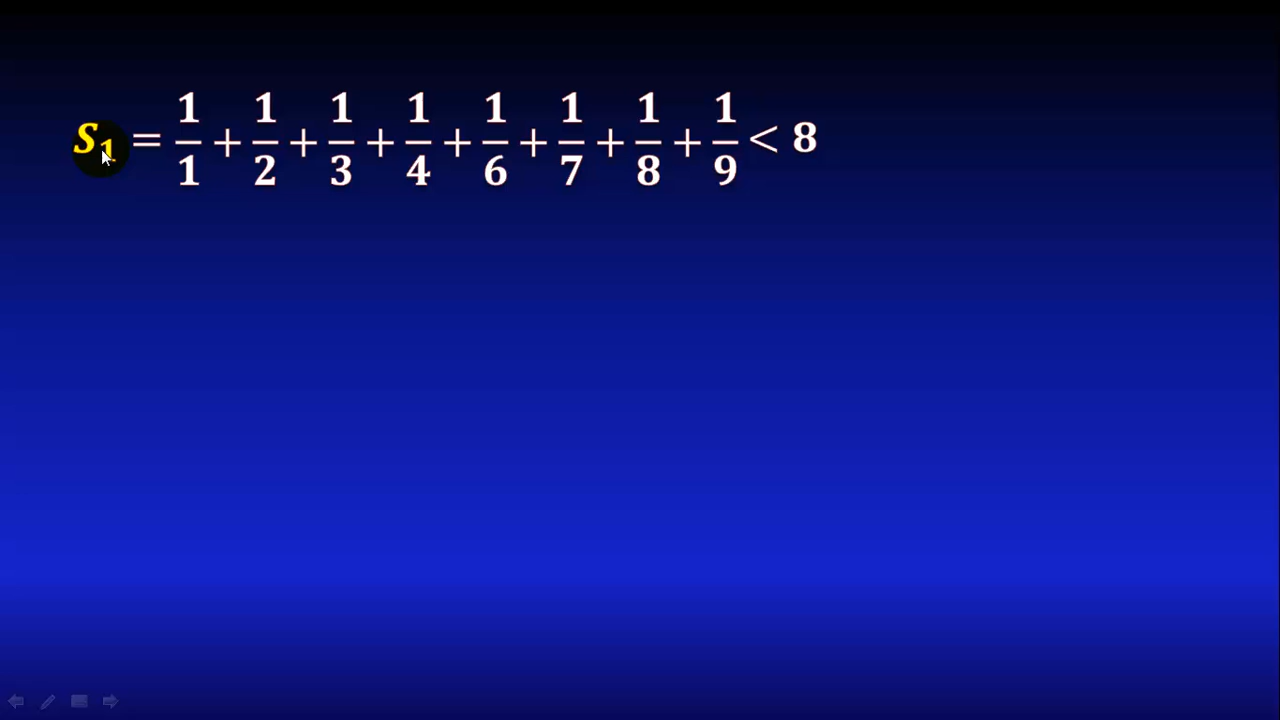 S₁ = 1/1 + 1/2 + 1/3 + 1/4 + 1/6 + 1/7 + 1/8 + 1/9 < 8